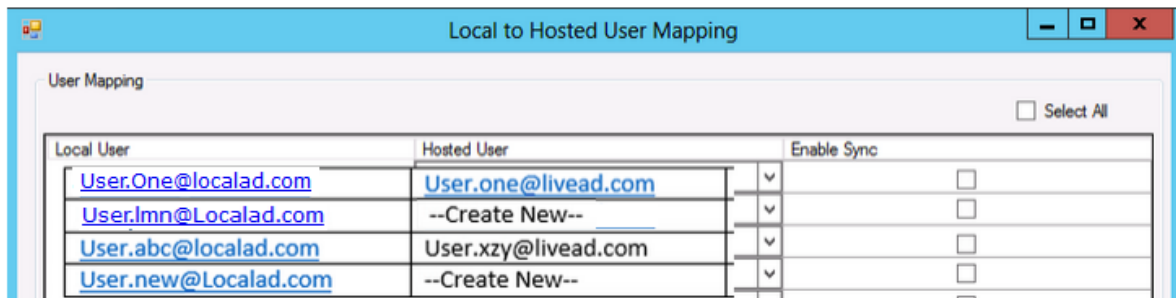 Local to Hosted User Mapping
User Mapping
Select All
Local User Hosted User Enable Sync
User.One@localad.com User.one@livead.com
User.lmn@Localad.com --Create New--
User.abc@localad.com User.xzy@livead.com
User.new@Localad.com --Create New--